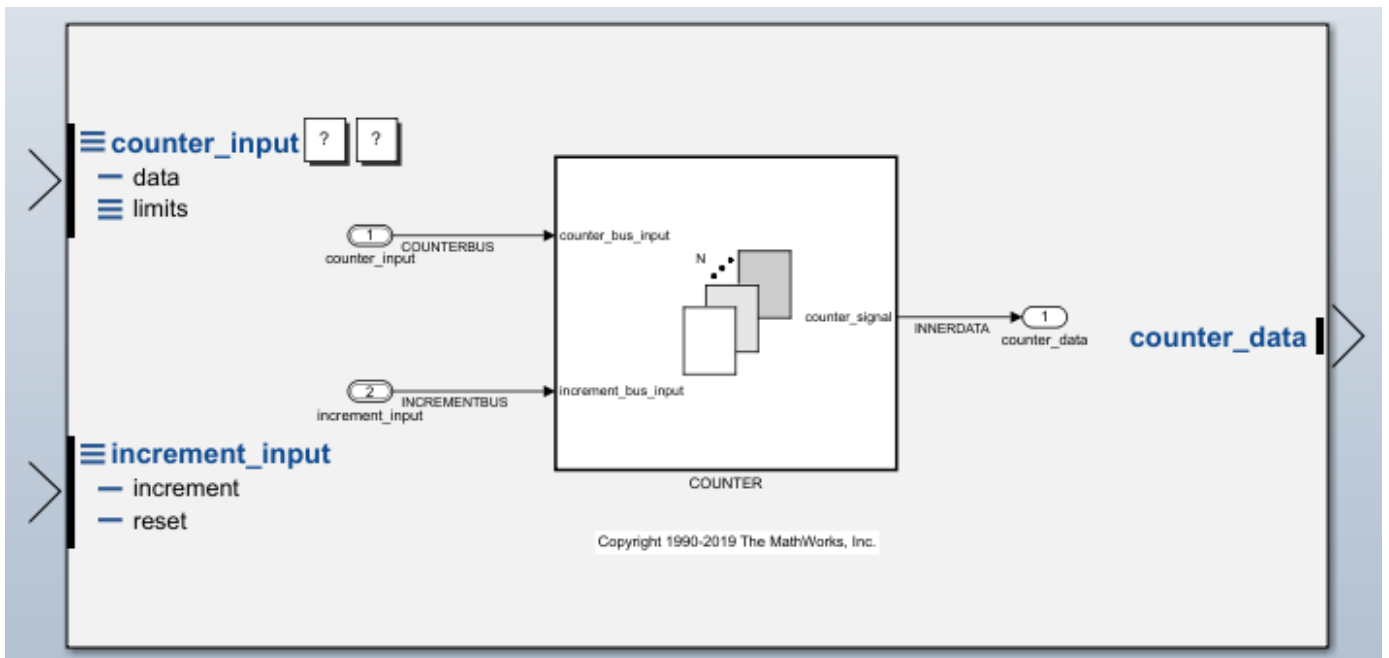 counter_input ? ?
data
limits
1
COUNTERBUS
counter_input
counter_bus_input
N
counter_signal
INNERDATA
1
counter_data
counter_data
2
INCREMENTBUS
increment_input
increment_bus_input
increment_input
increment
reset
COUNTER
Copyright 1990-2019 The MathWorks, Inc.